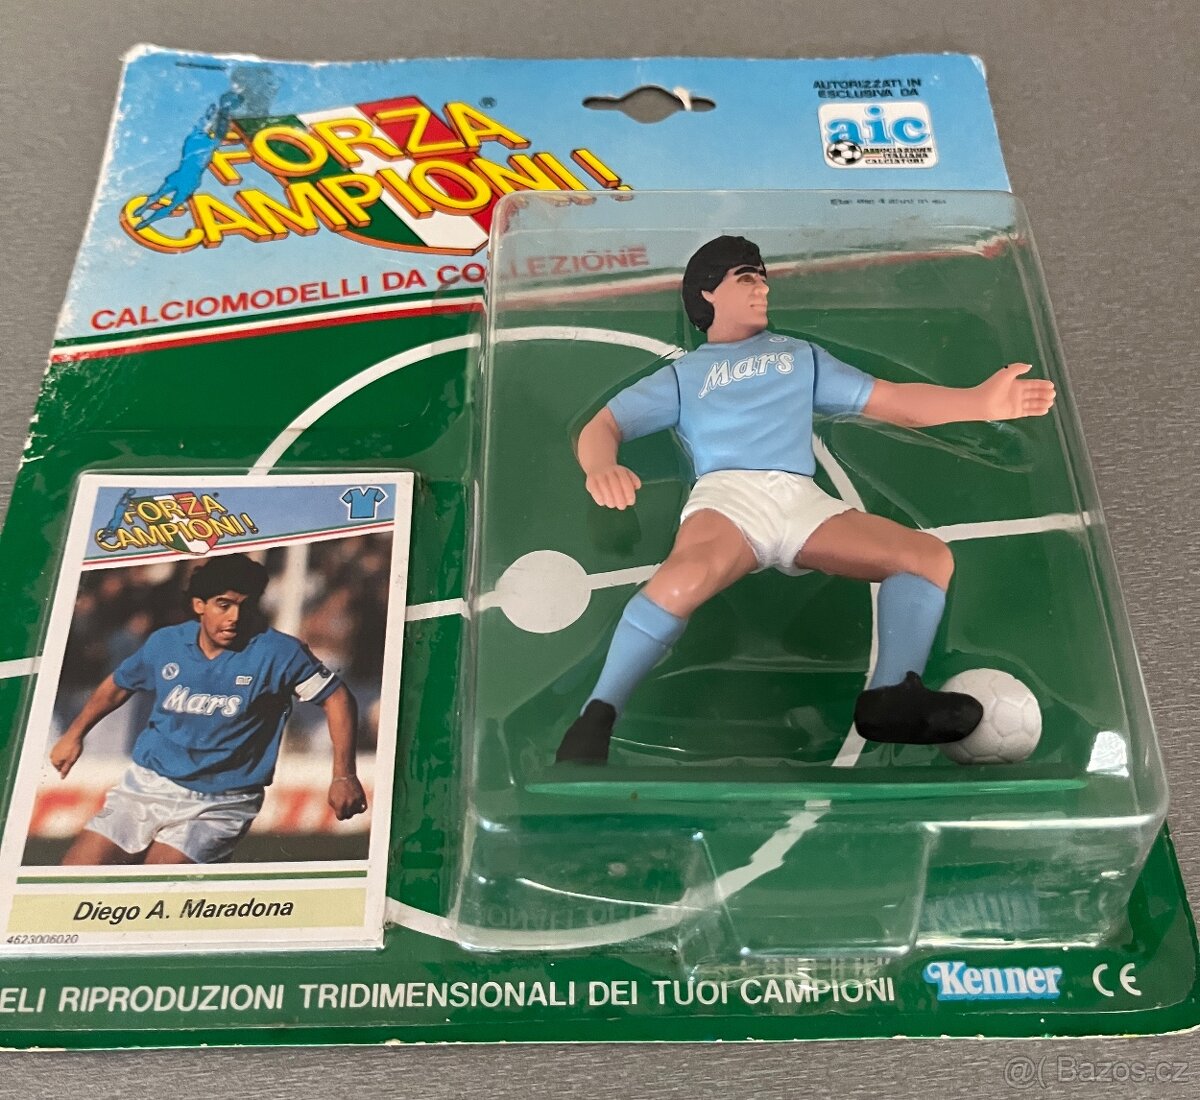 FORZA ®
CAMPIONI!
CALCIOMODELLI DA COLLEZIONE
AUTORIZZATI IN
ESCLUSIVA DA
aic
ASSOCIAZIONE
ITALIANA
CALCIATORI
Mars
FORZA
CAMPIONI!
Mars
Diego A. Maradona
4623006020
ELI RIPRODUZIONI TRIDIMENSIONALI DEI TUOI CAMPIONI
Kenner CE
@( Bazos.cz